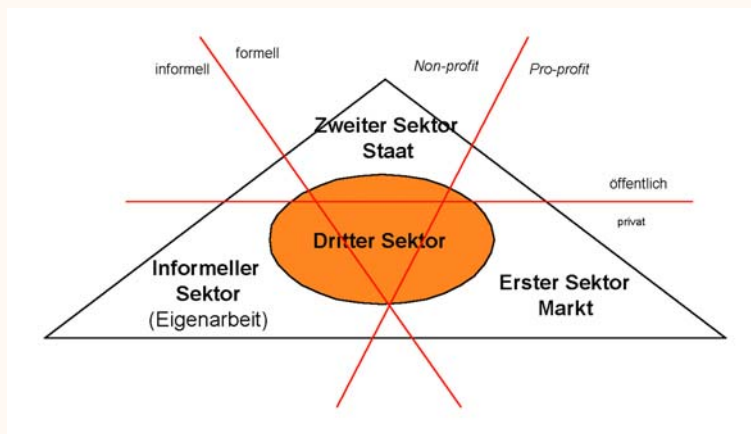 formell
informell
Non-profit
Pro-profit
Zweiter Sektor
Staat
öffentlich
privat
Dritter Sektor
Informeller
Sektor
(Eigenarbeit)
Erster Sektor
Markt